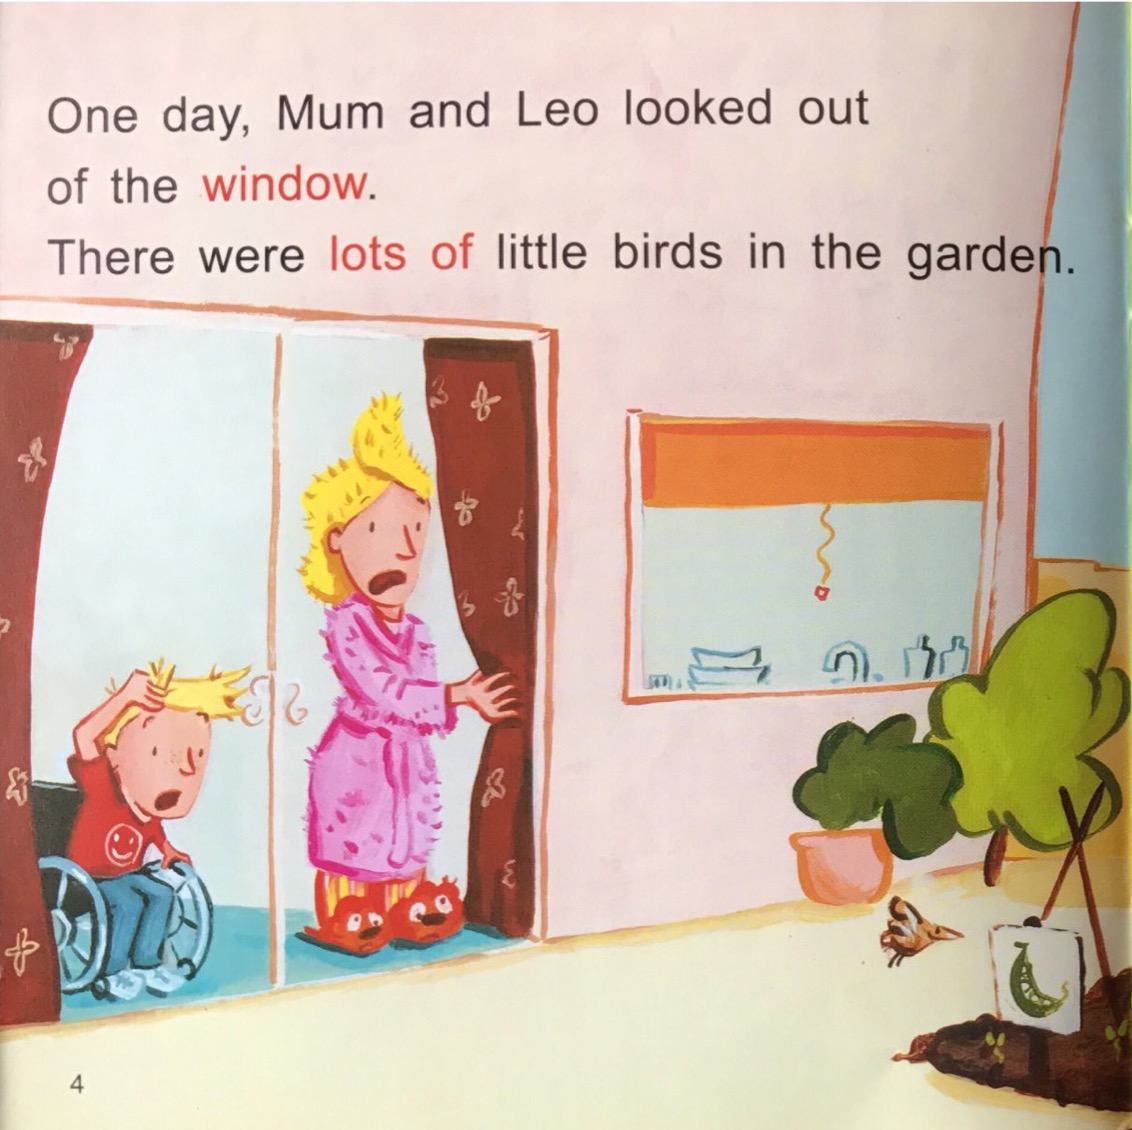 One day, Mum and Leo looked out
of the window.
There were lots of little birds in the garden.
4